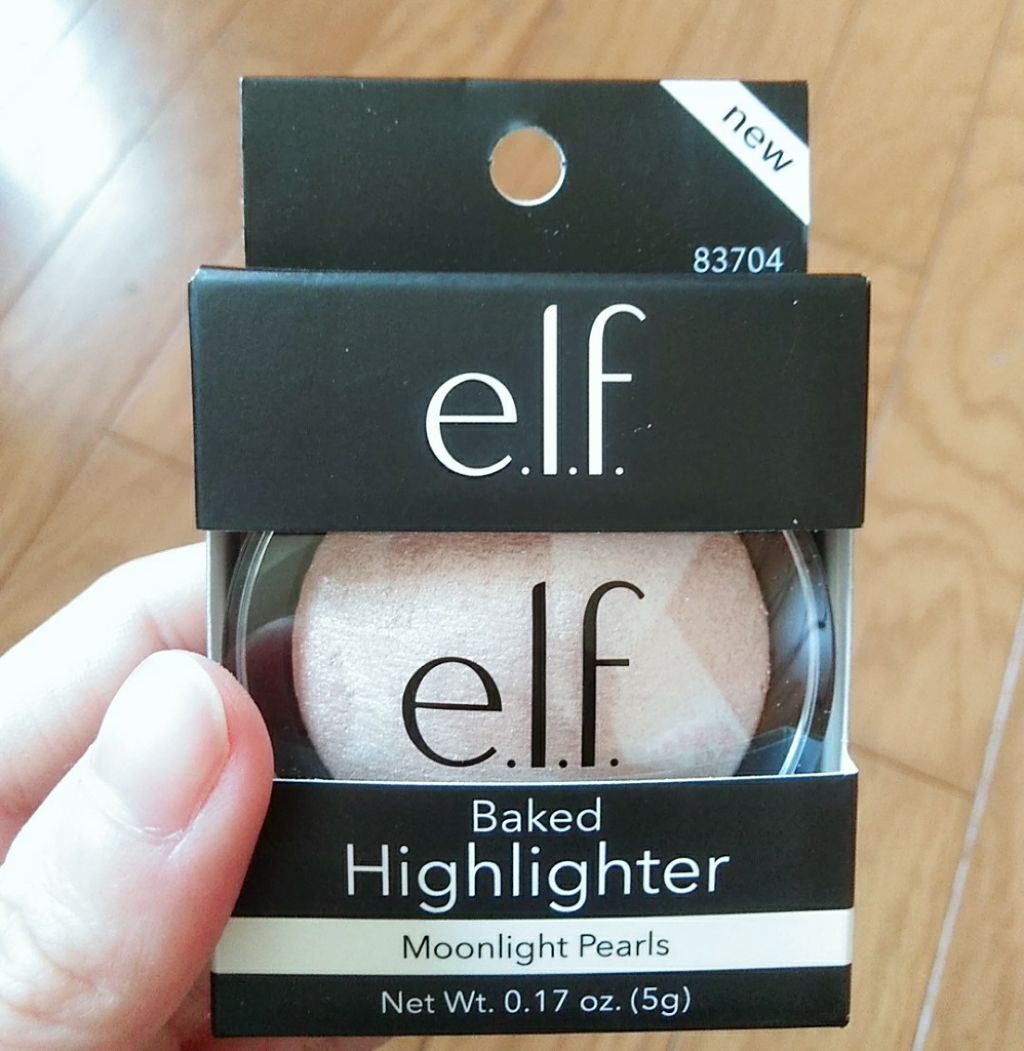 new
83704
e.l.f.
e.l.f.
Baked
Highlighter
Moonlight Pearls
Net Wt. 0.17 oz. (5g)